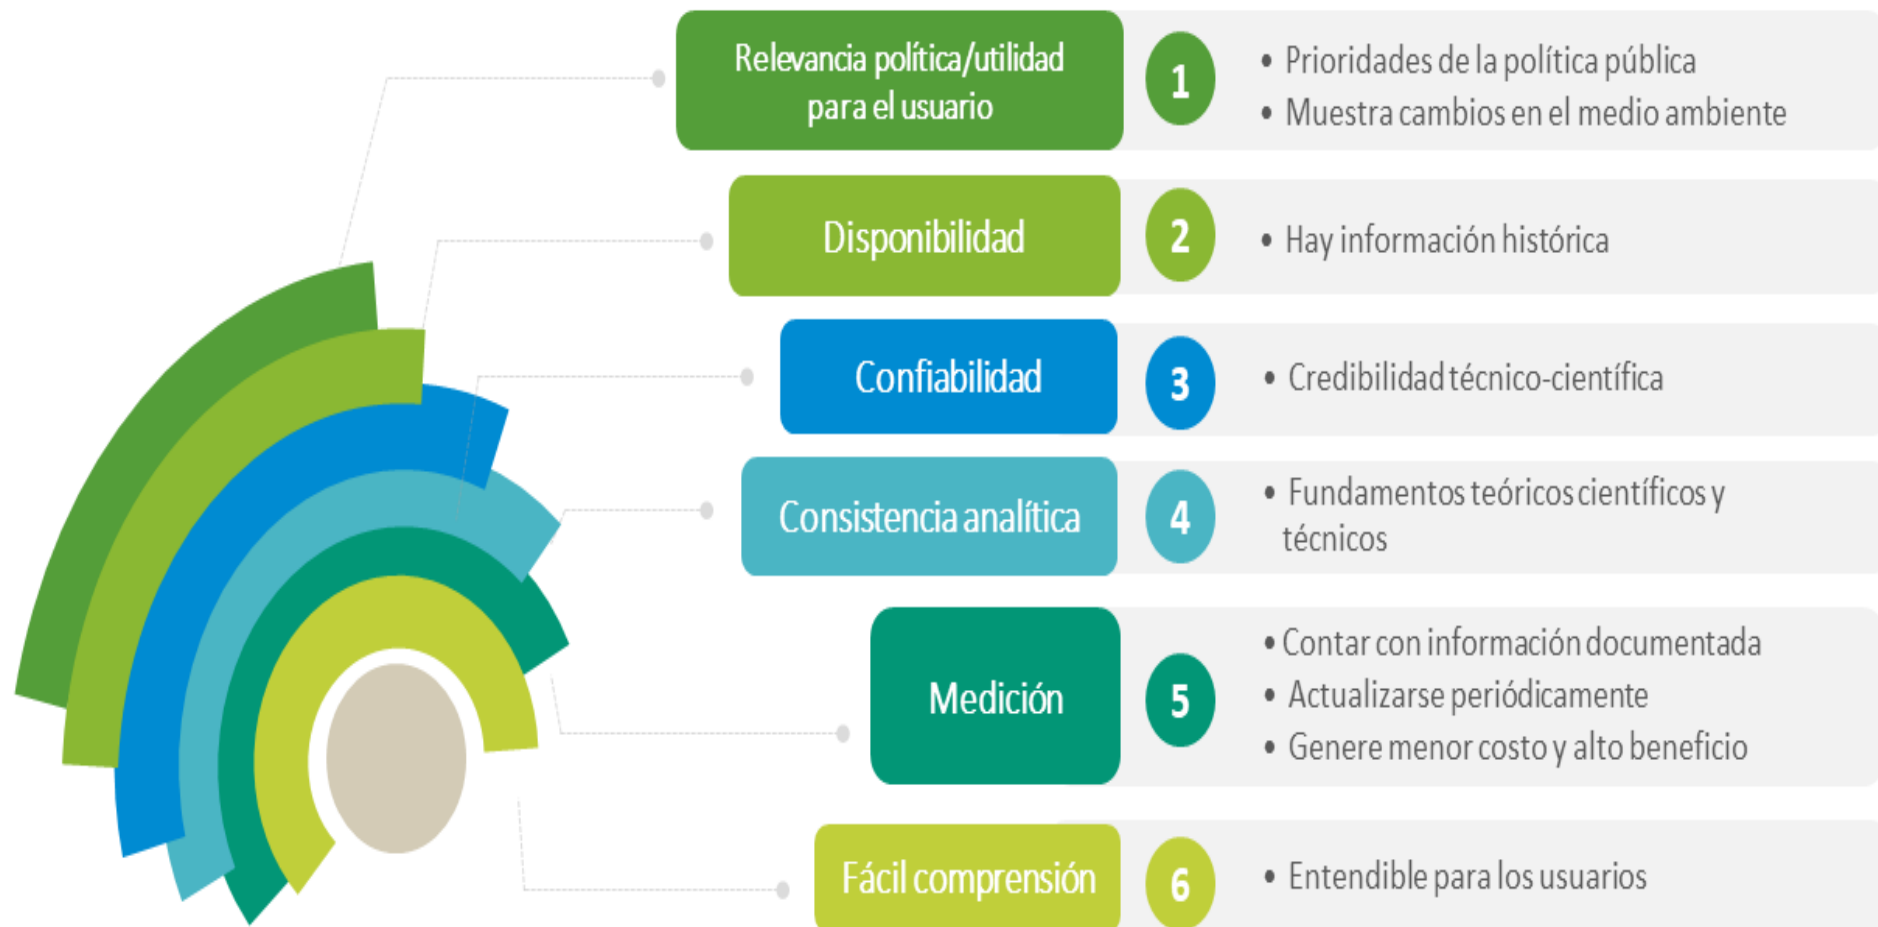 Relevancia política/utilidad
para el usuario
1
• Prioridades de la política pública
• Muestra cambios en el medio ambiente
Disponibilidad
2
• Hay información histórica
Confiabilidad
3
• Credibilidad técnico-científica
Consistencia analítica
4
• Fundamentos teóricos científicos y
técnicos
Medición
5
• Contar con información documentada
• Actualizarse periódicamente
• Genere menor costo y alto beneficio
Fácil comprensión
6
• Entendible para los usuarios